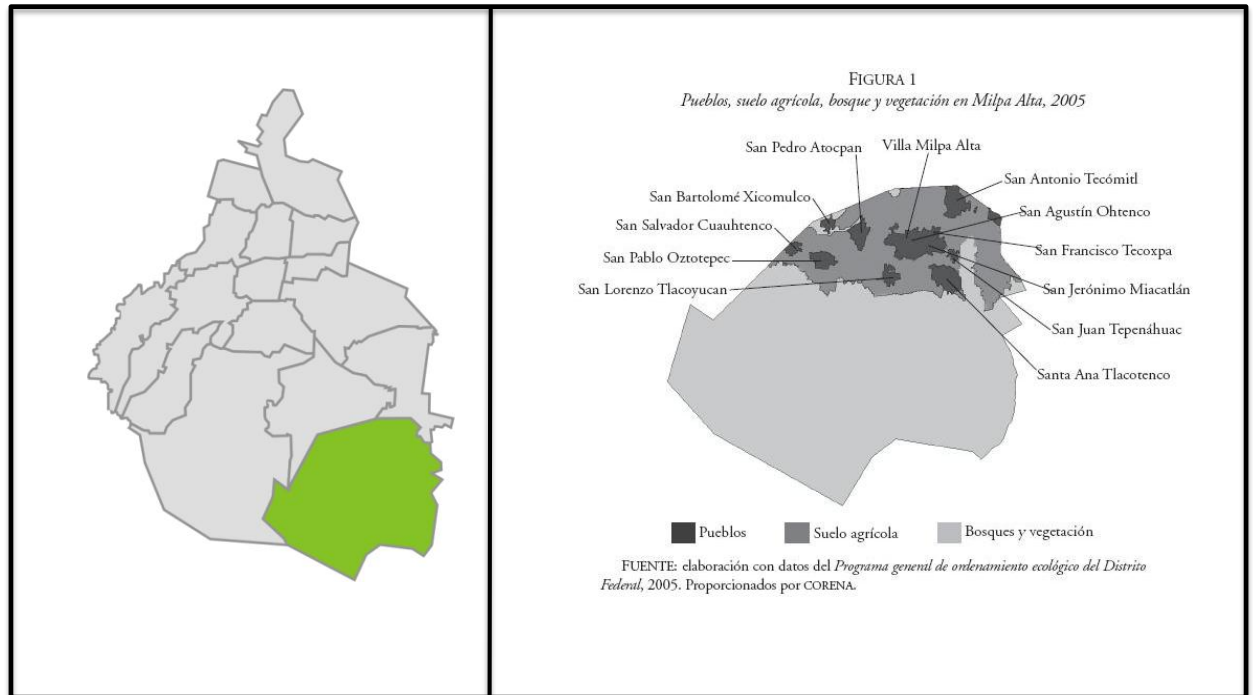 FIGURA 1
Pueblos, suelo agrícola, bosque y vegetación en Milpa Alta, 2005
San Pedro Atocpan
Villa Milpa Alta
San Bartolomé Xicomulco
San Antonio Tecómitl
San Salvador Cuauhtenco
San Agustín Ohtenco
San Pablo Oztotepec
San Francisco Tecoxpa
San Lorenzo Tlacoyucan
San Jerónimo Miacatlán
San Juan Tepenáhuac
Santa Ana Tlacotenco
Pueblos
Suelo agrícola
Bosques y vegetación
FUENTE: elaboración con datos del Programa general de ordenamiento ecológico del Distrito
Federal, 2005. Proporcionados por CORENA.